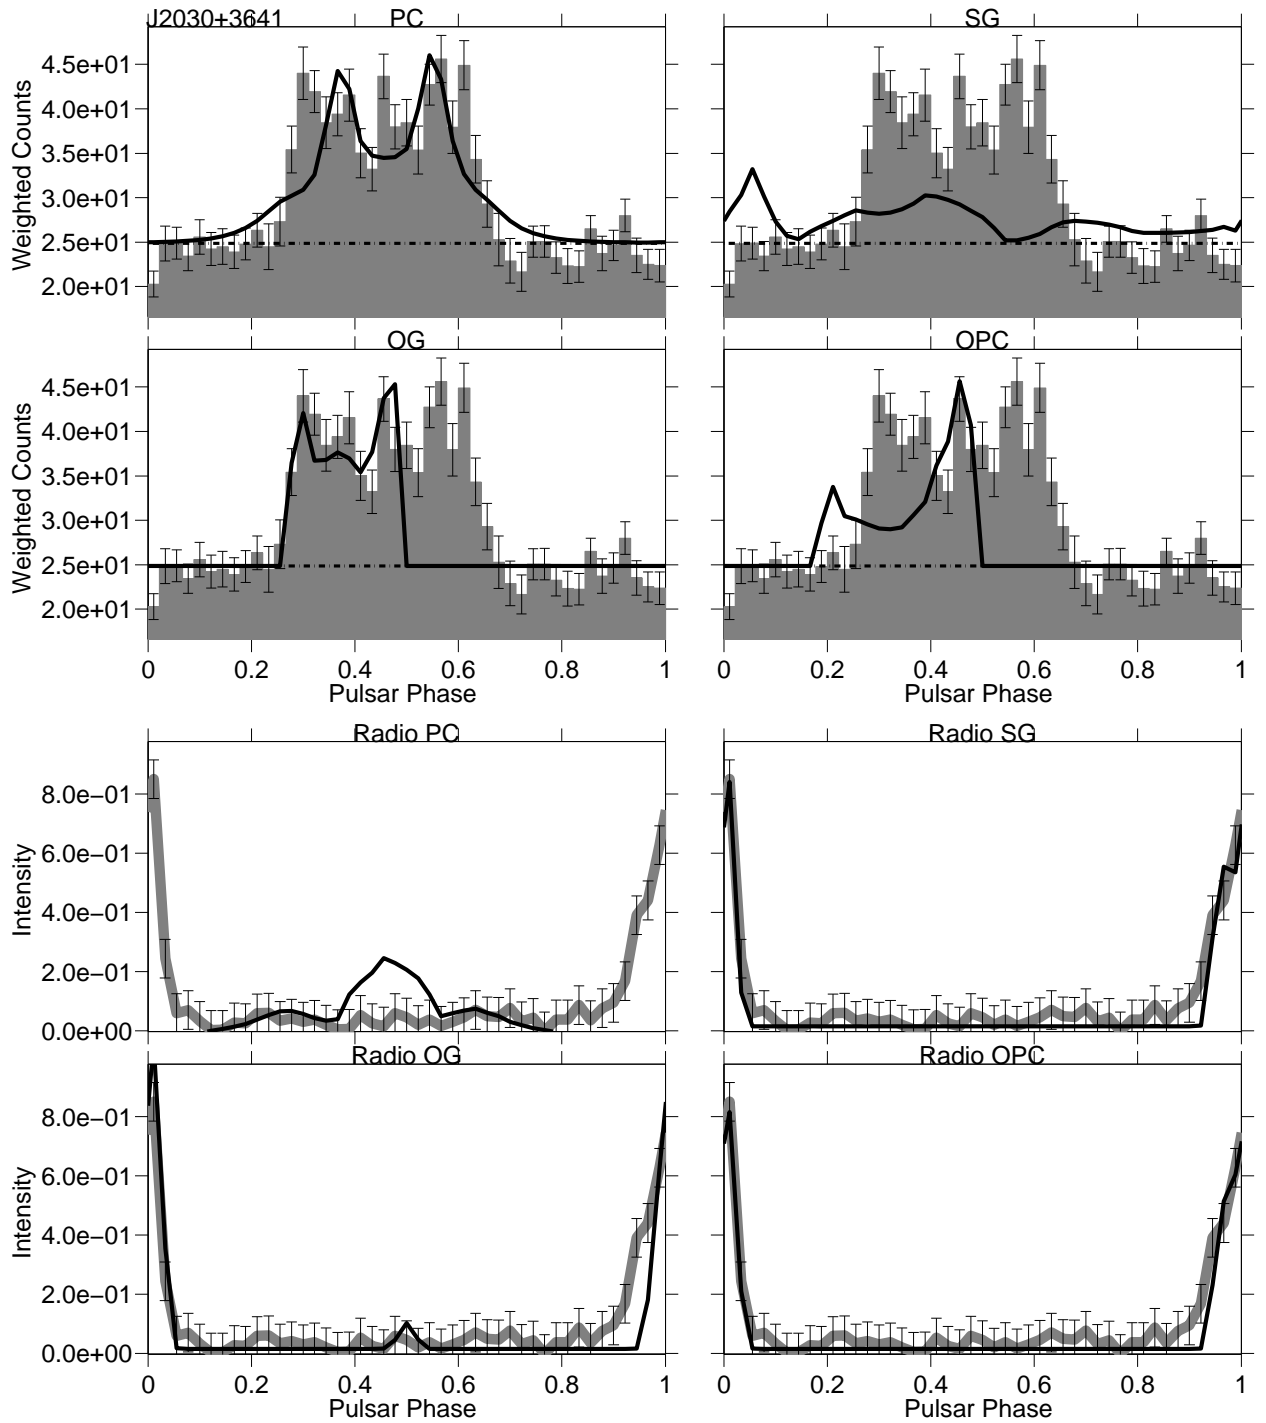 J2030+3641
PC
SG
4.5e+01
4.0e+01
3.5e+01
3.0e+01
2.5e+01
2.0e+01
Weighted Counts
OG
OPC
4.5e+01
4.0e+01
3.5e+01
3.0e+01
2.5e+01
2.0e+01
Weighted Counts
0 0.2 0.4 0.6 0.8 1
0 0.2 0.4 0.6 0.8 1
Pulsar Phase
Pulsar Phase
Radio PC
Radio SG
8.0e−01
6.0e−01
4.0e−01
2.0e−01
0.0e+00
Intensity
Radio OG
Radio OPC
8.0e−01
6.0e−01
4.0e−01
2.0e−01
0.0e+00
Intensity
0 0.2 0.4 0.6 0.8 1
0 0.2 0.4 0.6 0.8 1
Pulsar Phase
Pulsar Phase